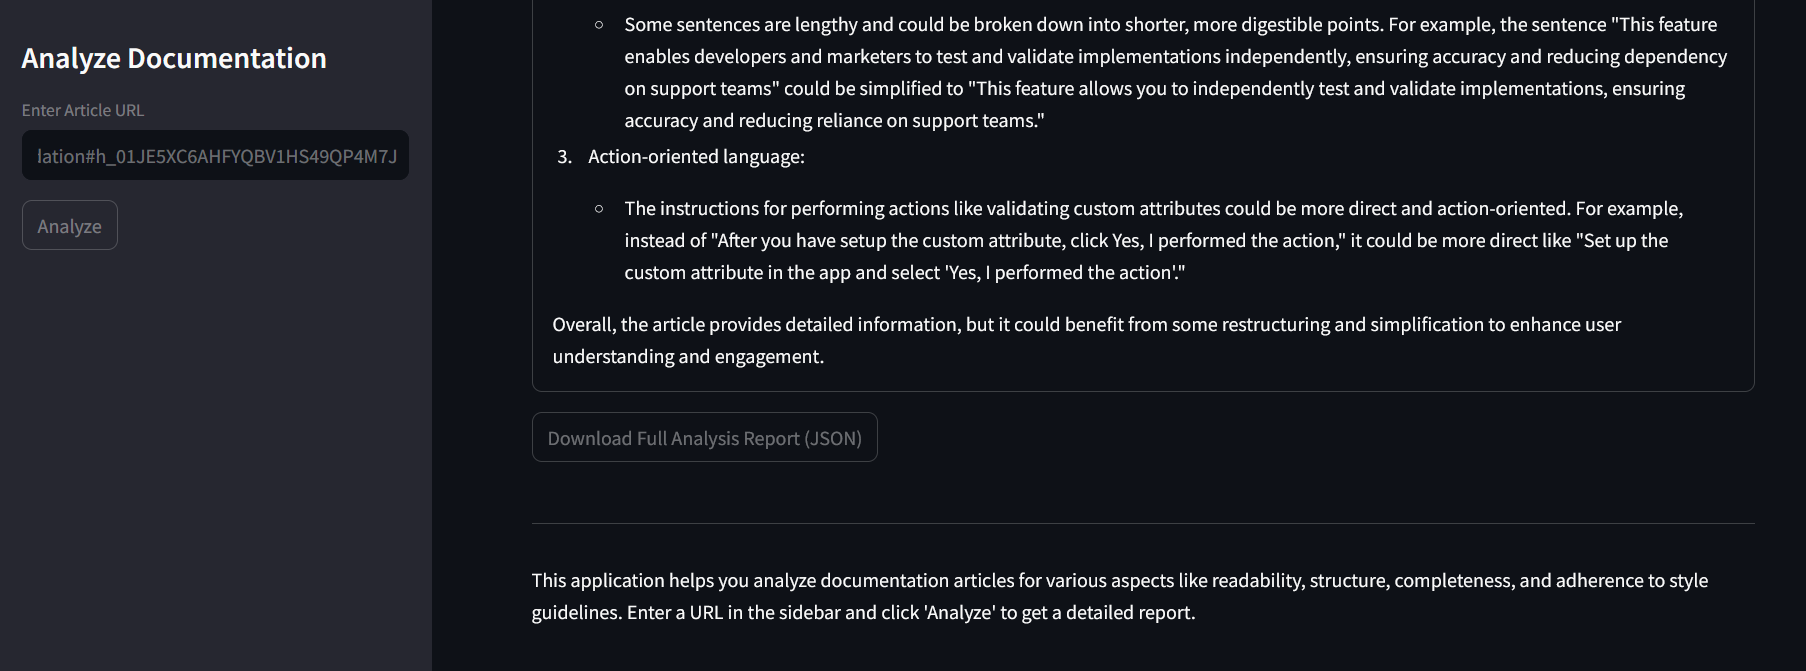 Analyze Documentation
Enter Article URL
lation#h_01JE5XC6AHFYQBV1HS49QP4M7J
Analyze
Some sentences are lengthy and could be broken down into shorter, more digestible points. For example, the sentence "This feature
enables developers and marketers to test and validate implementations independently, ensuring accuracy and reducing dependency
on support teams" could be simplified to "This feature allows you to independently test and validate implementations, ensuring
accuracy and reducing reliance on support teams."
3. Action-oriented language:
The instructions for performing actions like validating custom attributes could be more direct and action-oriented. For example,
instead of "After you have setup the custom attribute, click Yes, I performed the action," it could be more direct like "Set up the
custom attribute in the app and select 'Yes, I performed the action'."
Overall, the article provides detailed information, but it could benefit from some restructuring and simplification to enhance user
understanding and engagement.
Download Full Analysis Report (JSON)
This application helps you analyze documentation articles for various aspects like readability, structure, completeness, and adherence to style
guidelines. Enter a URL in the sidebar and click 'Analyze' to get a detailed report.